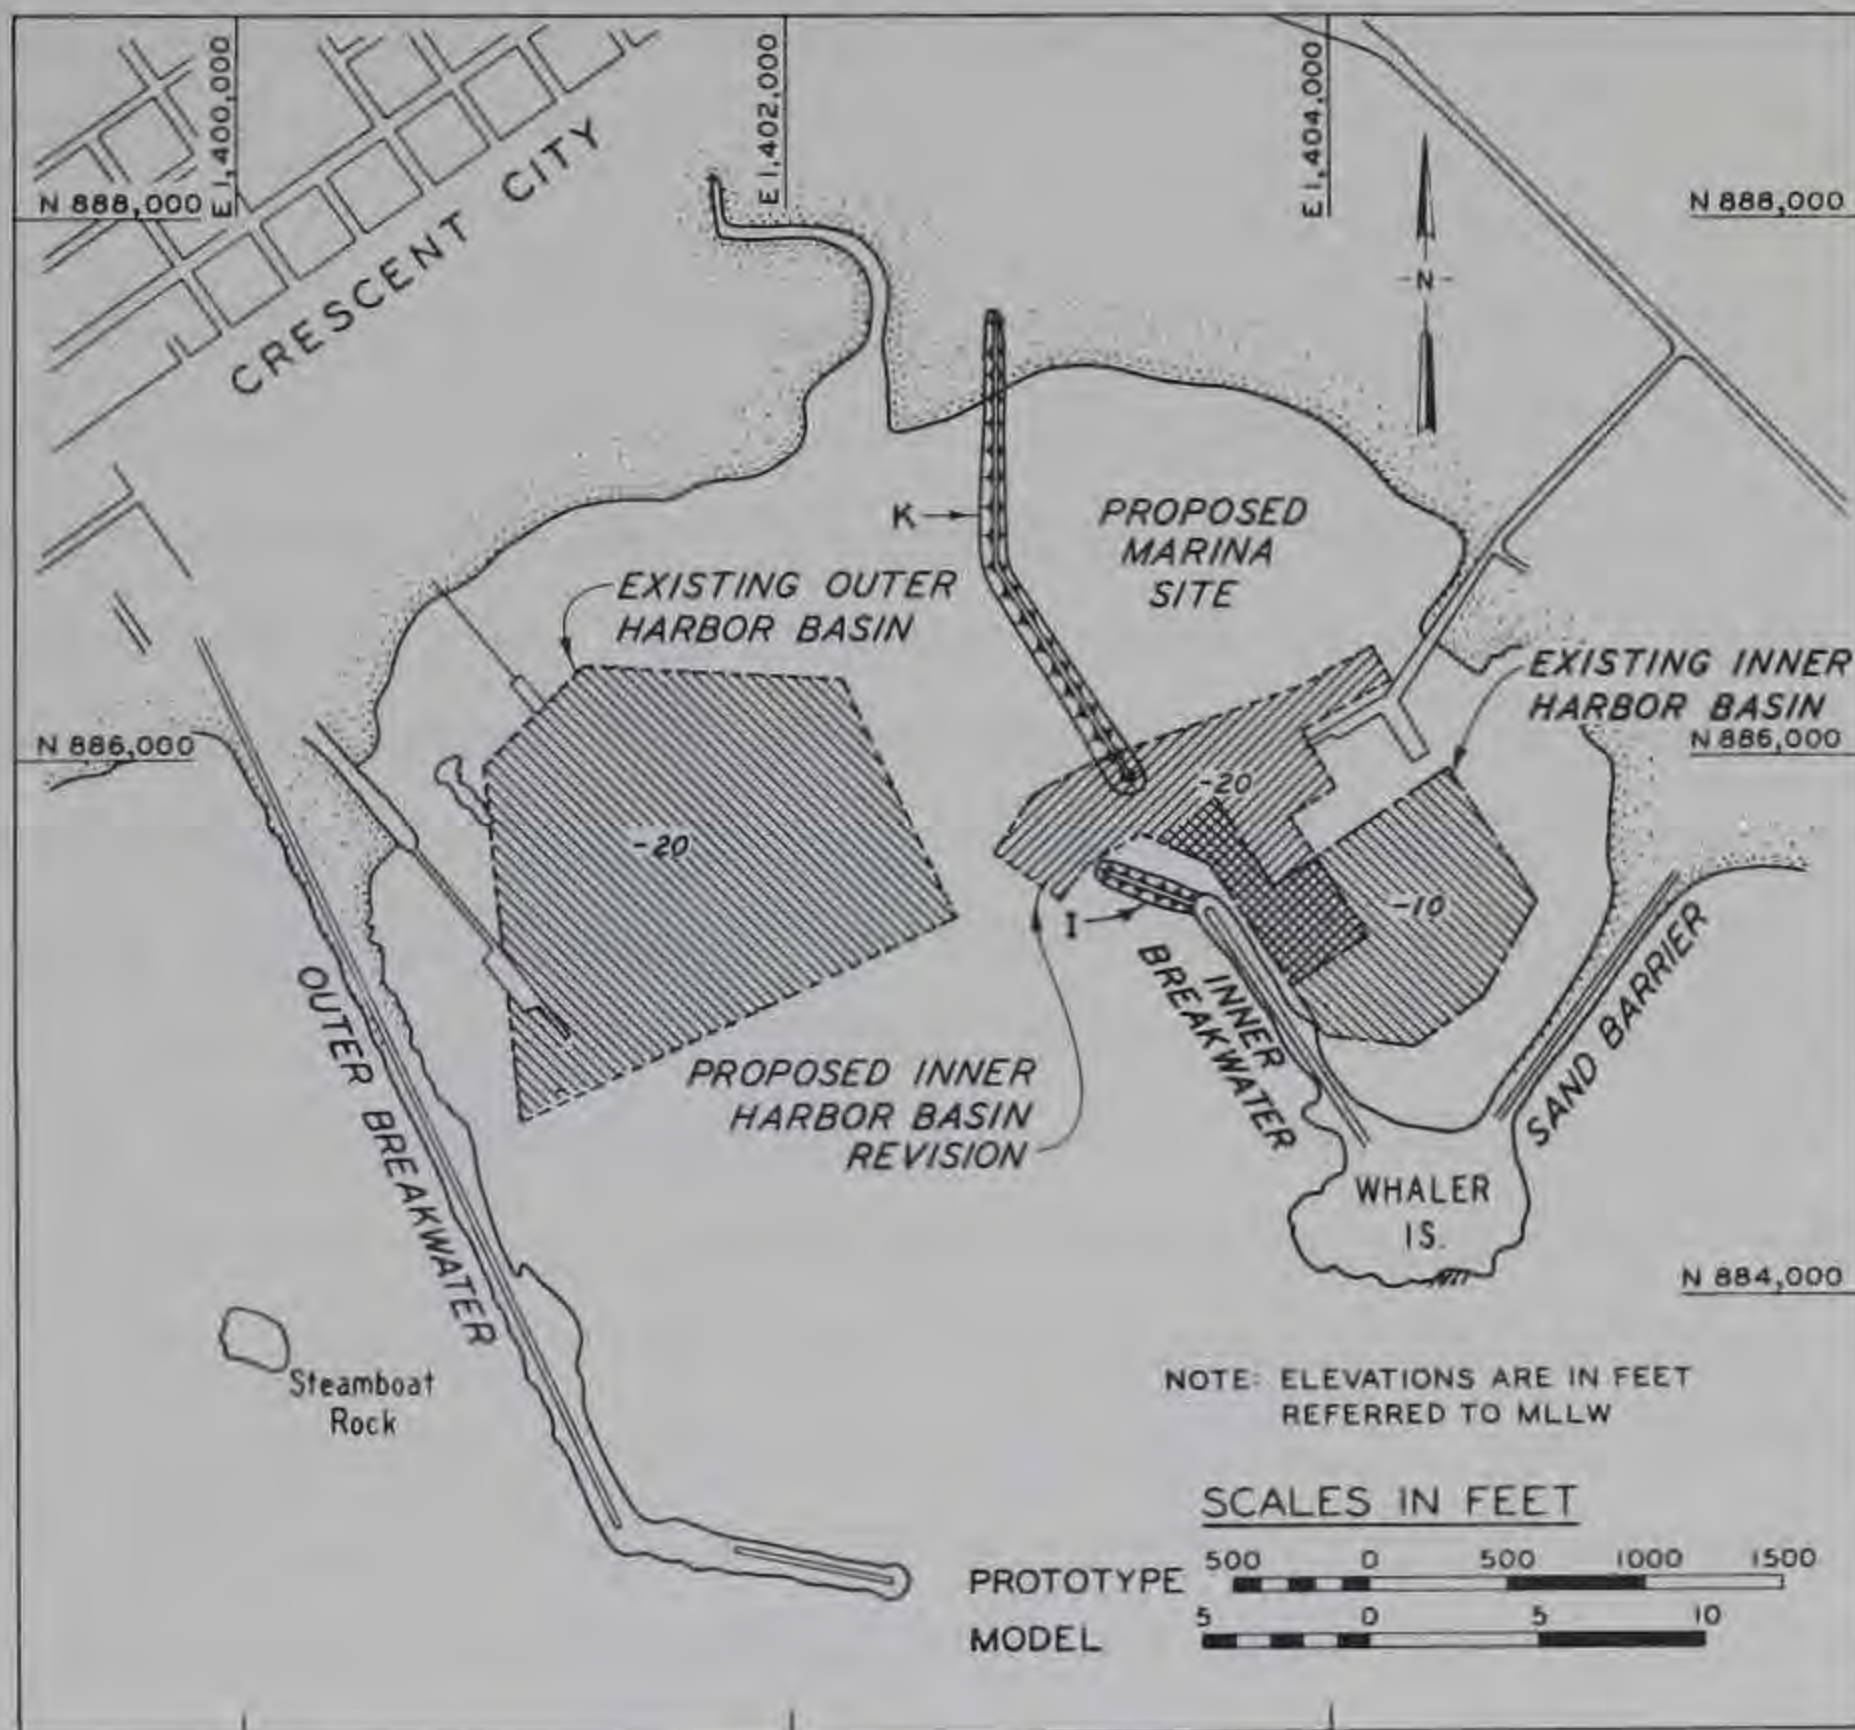 E 1,400,000
E 1,402,000
E 1,404,000
N 888,000
N 888,000
CRESCENT CITY
-N-
K
PROPOSED
MARINA
SITE
EXISTING OUTER
HARBOR BASIN
EXISTING INNER
HARBOR BASIN
N 886,000
N 886,000
-20
-20
-10
I
OUTER BREAKWATER
INNER
BREAKWATER
SAND BARRIER
PROPOSED INNER
HARBOR BASIN
REVISION
WHALER
IS.
N 884,000
Steamboat
Rock
NOTE: ELEVATIONS ARE IN FEET
REFERRED TO MLLW
SCALES IN FEET
500 0 500 1000 1500
PROTOTYPE
5 0 5 10
MODEL